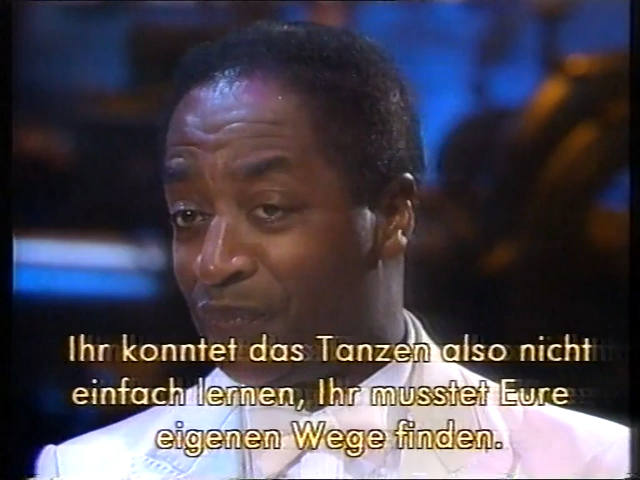 Ihr konntet das Tanzen also nicht
einfach lernen, Ihr musstet Eure
eigenen Wege finden.